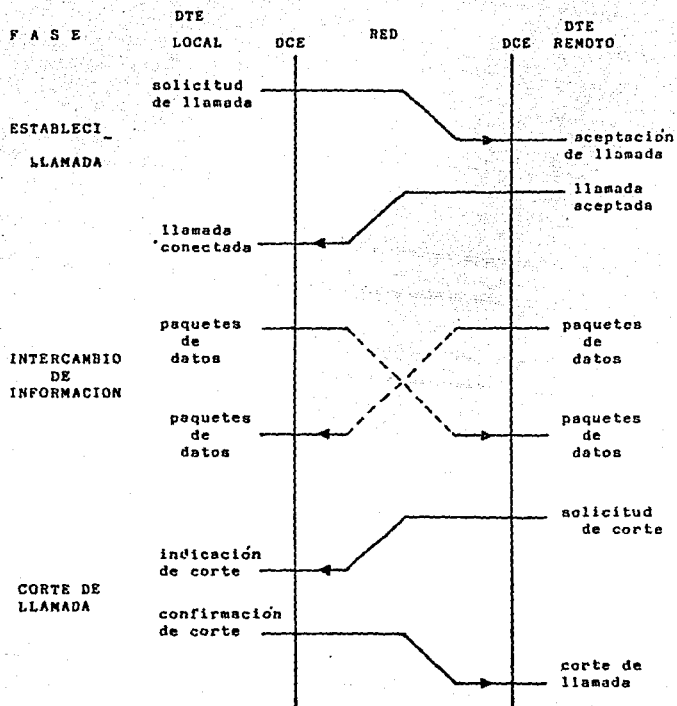 F A S E
DTE
LOCAL
DCE
RED
DCE
DTE
REMOTO
solicitud
de llamada
ESTABLECI_
LLAMADA
aceptación
de llamada
llamada
aceptada
llamada
conectada
paquetes
de
datos
paquetes
de
datos
INTERCAMBIO
DE
INFORMACION
paquetes
de
datos
paquetes
de
datos
solicitud
de corte
indicación
de corte
CORTE DE
LLAMADA
confirmación
de corte
corte de
llamada